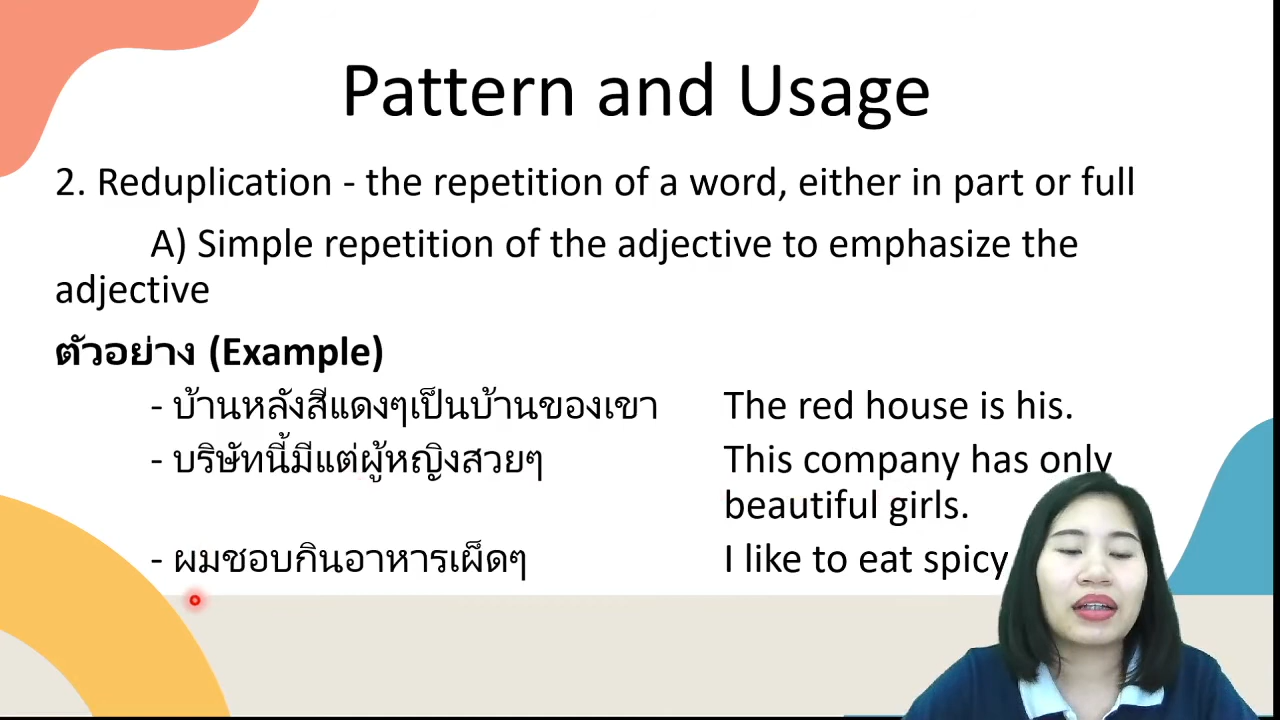 Pattern and Usage
2. Reduplication - the repetition of a word, either in part or full
A) Simple repetition of the adjective to emphasize the
adjective
ตัวอย่าง (Example)
- บ้านหลังสีแดงๆเป็นบ้านของเขา The red house is his.
- บริษัทนี้มีแต่ผู้หญิงสวยๆ This company has only
beautiful girls.
- ผมชอบกินอาหารเผ็ดๆ I like to eat spicy